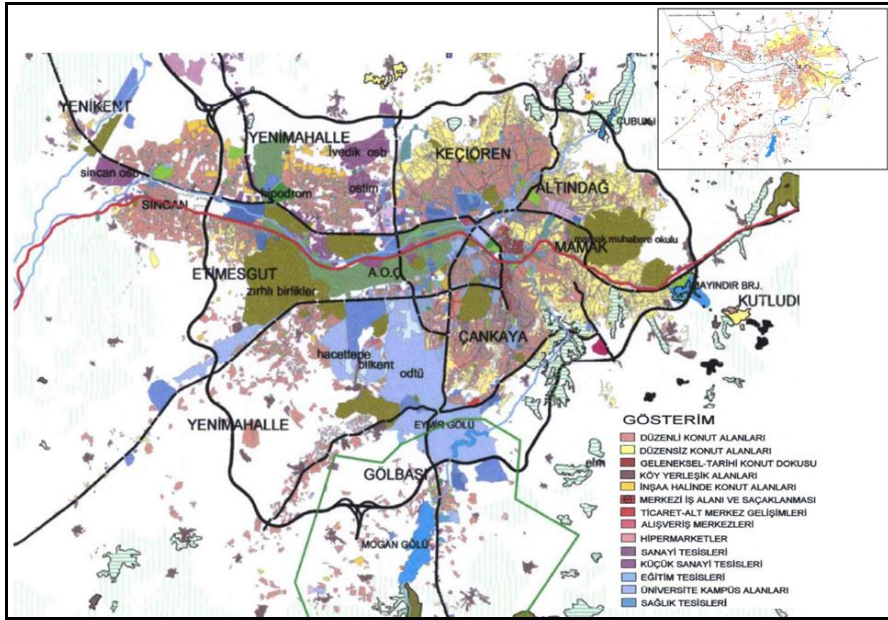 YENİKENT
YENİMAHALLE
İvedik osb
KEÇİÖREN
ÇUBUK
sincan osb
ostim
hipodrom
ALTINDAĞ
SİNCAN
mamak muhabere okulu
MAMAK
ETİMESGUT
A.O.Ç
zırhlı birlikler
BAYINDIR BRJ.
KUTLUDU
ÇANKAYA
hacettepe
bilkent
odtü
YENİMAHALLE
EYMİR GÖLÜ
GÖLBAŞI
elm
MOGAN GÖLÜ
GÖSTERİM
DÜZENLİ KONUT ALANLARI
DÜZENSİZ KONUT ALANLARI
GELENEKSEL-TARİHİ KONUT DOKUSU
KÖY YERLEŞİK ALANLARI
İNŞAA HALİNDE KONUT ALANLARI
MERKEZİ İŞ ALANI VE SAÇAKLANMASI
TİCARET-ALT MERKEZ GELİŞİMLERİ
ALIŞVERİŞ MERKEZLERİ
HİPERMARKETLER
SANAYİ TESİSLERİ
KÜÇÜK SANAYİ TESİSLERİ
EĞİTİM TESİSLERİ
ÜNİVERSİTE KAMPÜS ALANLARI
SAĞLIK TESİSLERİ